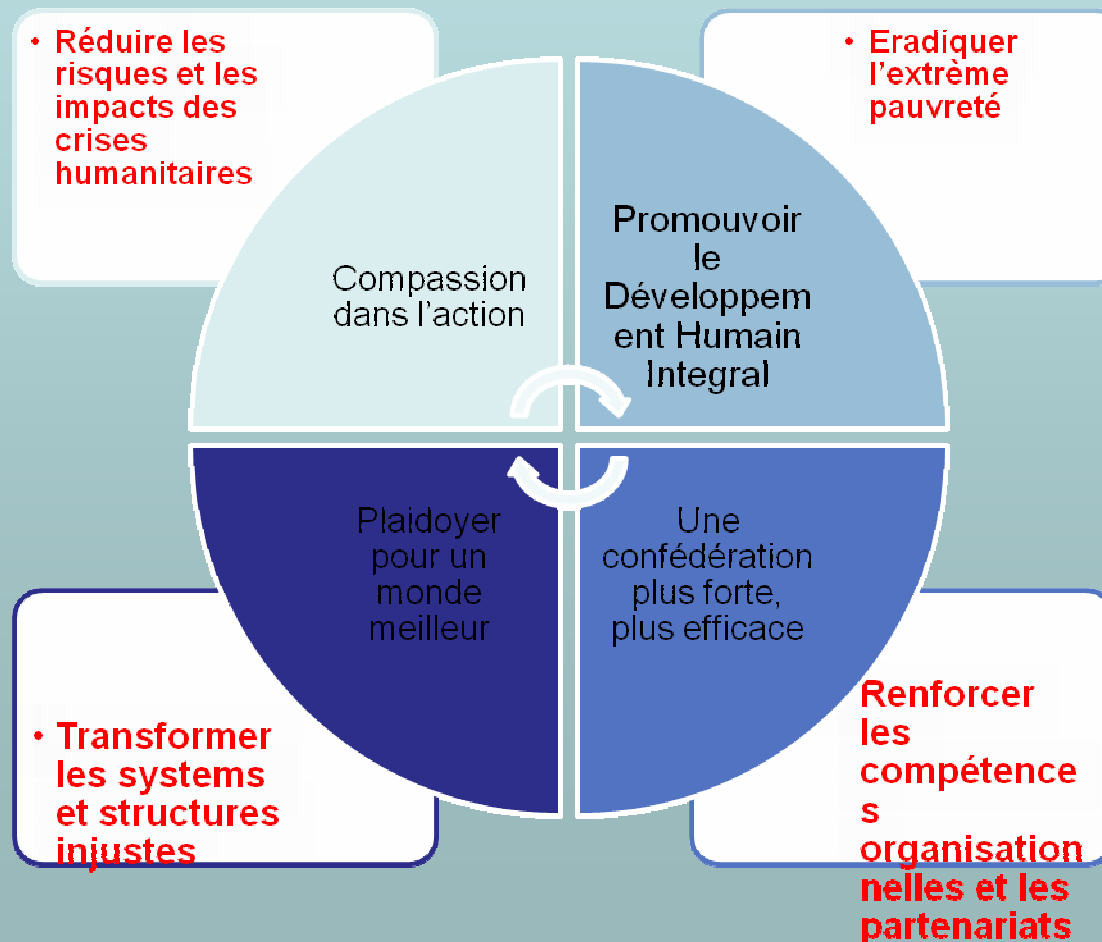 • Réduire les
risques et les
impacts des
crises
humanitaires
• Eradiquer
l'extrême
pauvreté
Compassion
dans l'action
Promouvoir
le
Développem
ent Humain
Integral
Plaidoyer
pour un
monde
meilleur
Une
confédération
plus forte,
plus efficace
• Transformer
les systems
et structures
injustes
Renforcer
les
compétence
s
organisation
nelles et les
partenariats